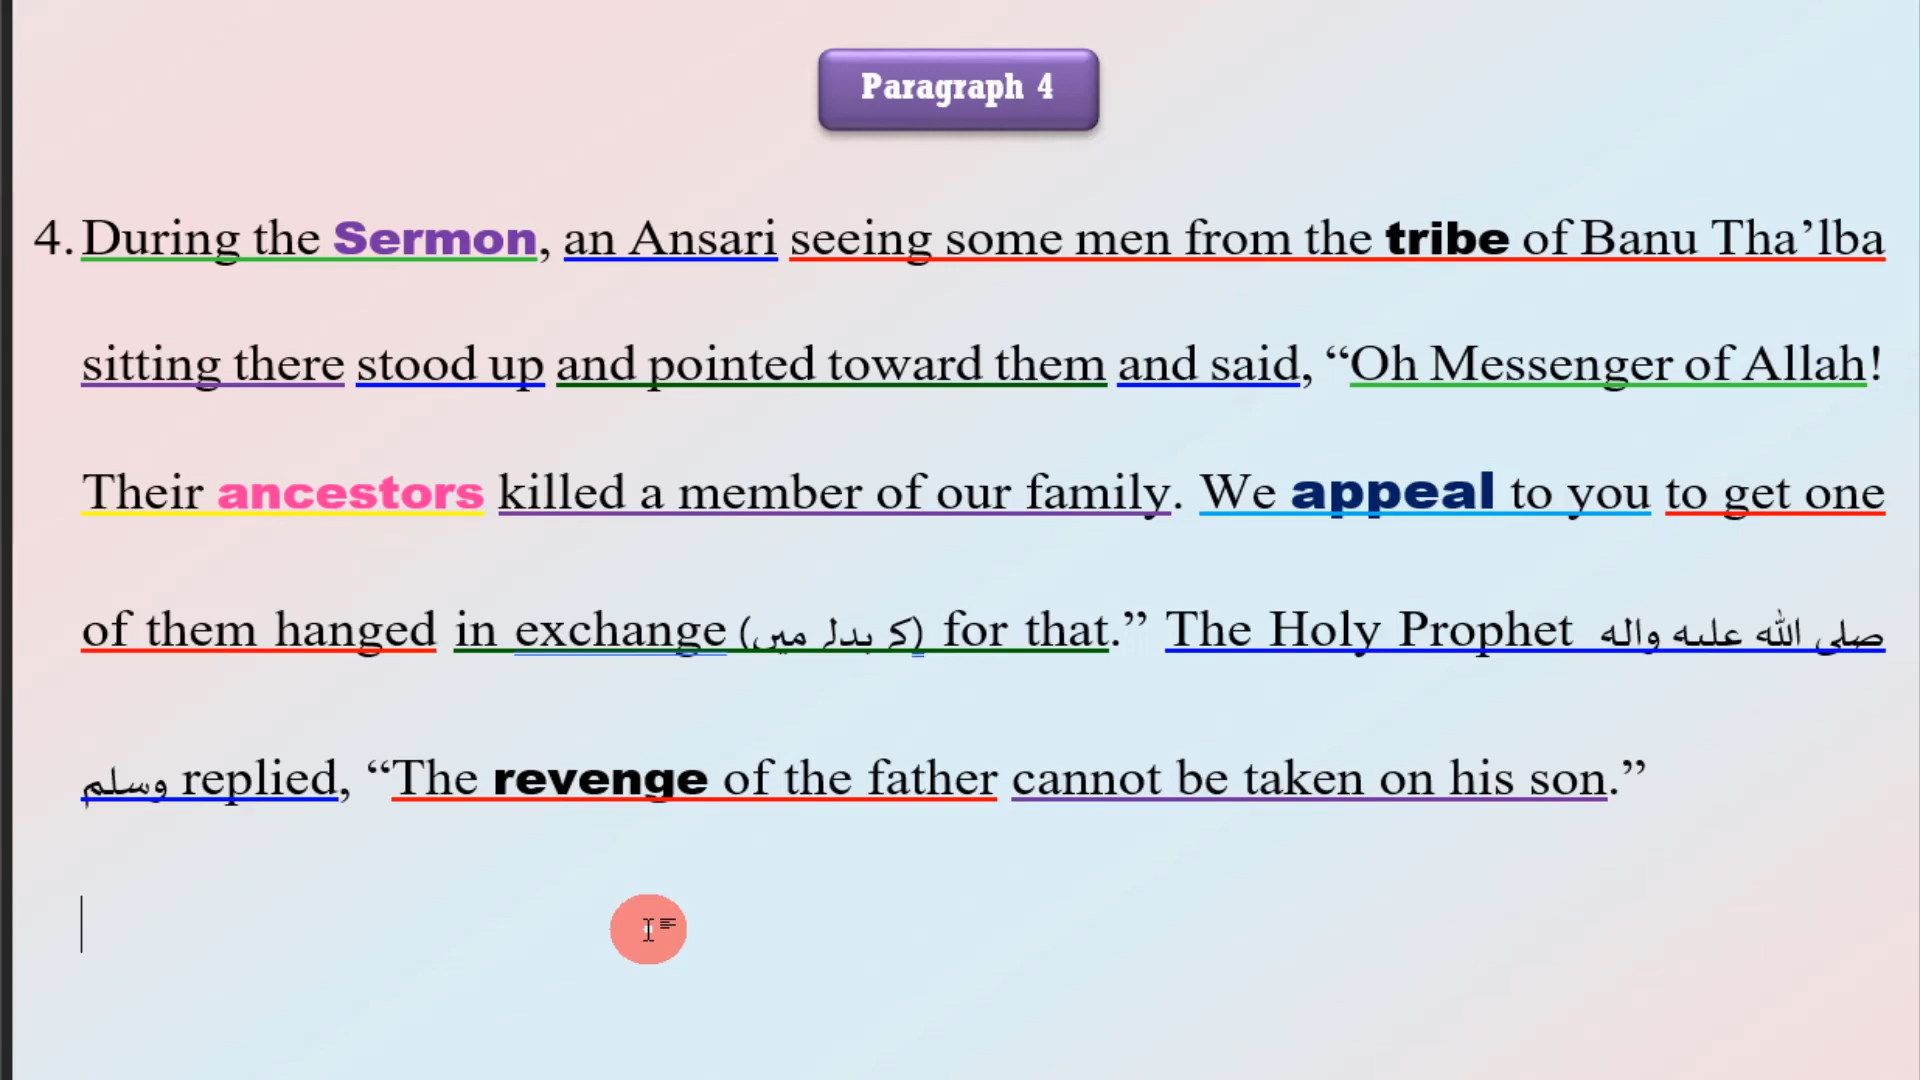 Paragraph 4
4. During the Sermon, an Ansari seeing some men from the tribe of Banu Tha’lba
sitting there stood up and pointed toward them and said, “Oh Messenger of Allah!
Their ancestors killed a member of our family. We appeal to you to get one
of them hanged in exchange (کے بدلے میں) for that.” The Holy Prophet صلی اللہ علیہ والہ
وسلم replied, “The revenge of the father cannot be taken on his son.”